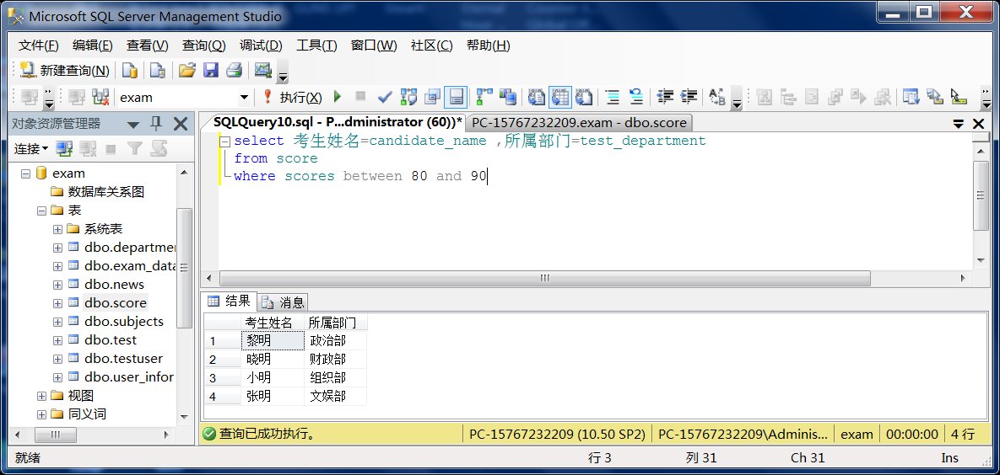 Microsoft SQL Server Management Studio
文件(F) 编辑(E) 查看(V) 查询(Q) 调试(D) 工具(T) 窗口(W) 社区(C) 帮助(H)
新建查询(N)
exam 执行(X)
对象资源管理器
连接
exam
数据库关系图
表
系统表
dbo.departme
dbo.exam_data
dbo.news
dbo.score
dbo.subjects
dbo.test
dbo.testuser
dbo.user_infor
视图
同义词
SQLQuery10.sql - P...dministrator (60))* PC-15767232209.exam - dbo.score
select 考生姓名=candidate_name ,所属部门=test_department
from score
where scores between 80 and 90
结果 消息
考生姓名 所属部门
1 黎明 政治部
2 晓明 财政部
3 小明 组织部
4 张明 文娱部
查询已成功执行。 PC-15767232209 (10.50 SP2) PC-15767232209\Adminis... exam 00:00:00 4 行
就绪 行 3 列 31 Ch 31 Ins